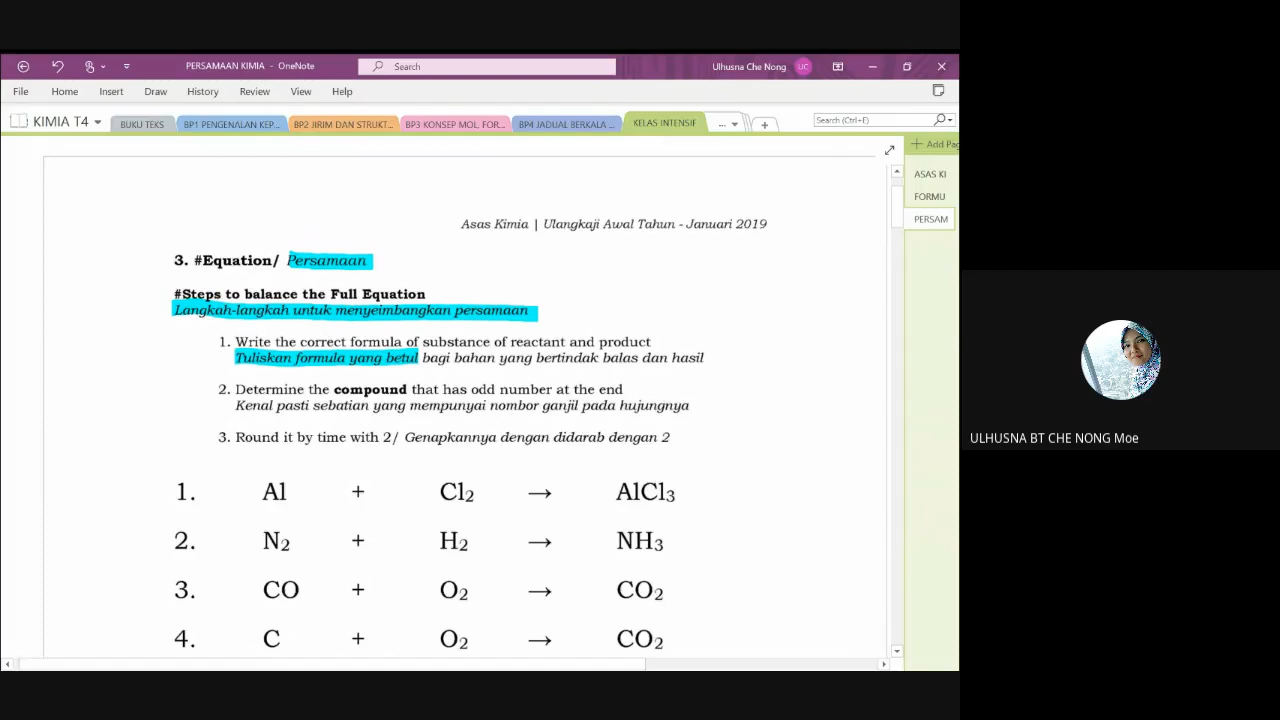 PERSAMAAN KIMIA - OneNote
Search
Ulhusna Che Nong
UC
File Home Insert Draw History Review View Help
KIMIA T4
BUKU TEKS
BP1 PENGENALAN KEP...
BP2 JIRIM DAN STRUKT...
BP3 KONSEP MOL, FOR...
BP4 JADUAL BERKALA ...
KELAS INTENSIF
...
Search (Ctrl+E)
Add Pag
ASAS KI
FORMU
PERSAM
Asas Kimia | Ulangkaji Awal Tahun - Januari 2019
3. #Equation/ Persamaan
#Steps to balance the Full Equation
Langkah-langkah untuk menyeimbangkan persamaan
1. Write the correct formula of substance of reactant and product
Tuliskan formula yang betul bagi bahan yang bertindak balas dan hasil
2. Determine the compound that has odd number at the end
Kenal pasti sebatian yang mempunyai nombor ganjil pada hujungnya
3. Round it by time with 2/ Genapkannya dengan didarab dengan 2
1. Al + Cl₂ → AlCl₃
2. N₂ + H₂ → NH₃
3. CO + O₂ → CO₂
4. C + O₂ → CO₂
ULHUSNA BT CHE NONG Moe